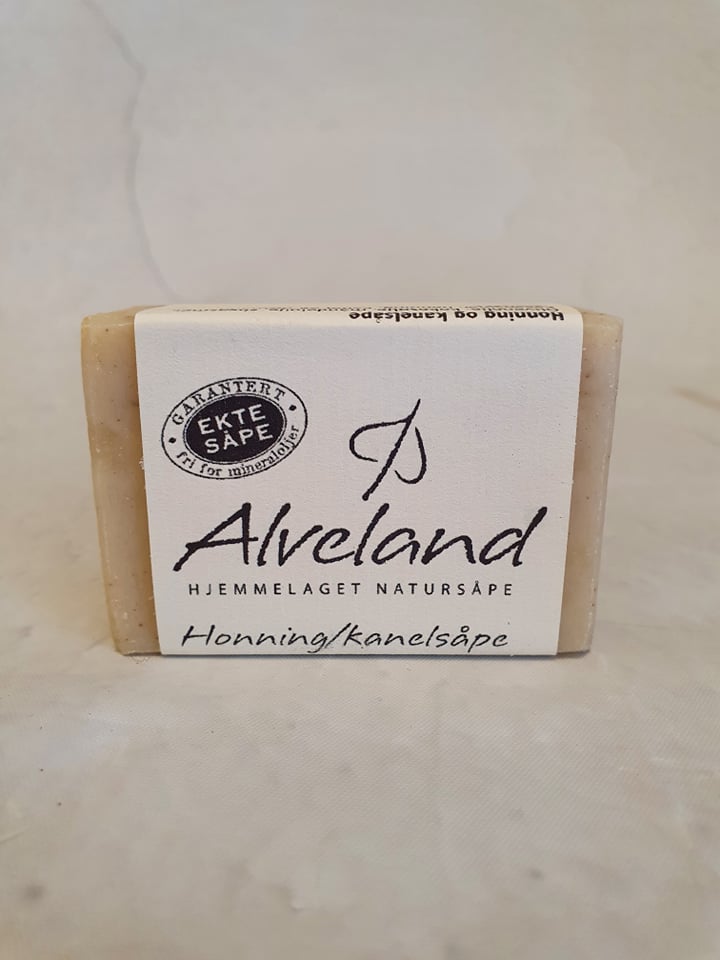 Honning og kanelsåpe
GARANTERT
EKTE
SÅPE
fri for mineraloljer
Alveland
HJEMMELAGET NATURSÅPE
Honning/kanelsåpe